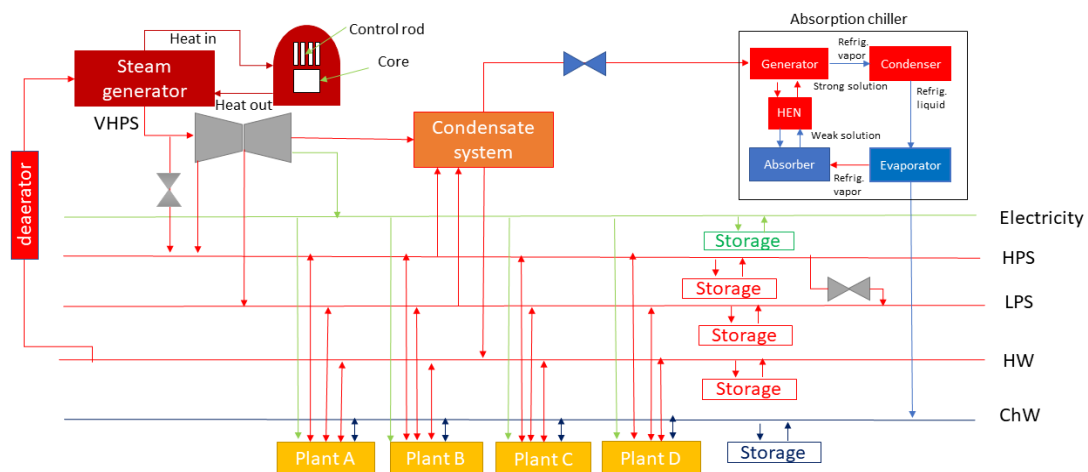 Absorption chiller
Heat in
Control rod
Core
Steam
generator
Heat out
VHPS
Condensate
system
Generator
Refrig.
vapor
Condenser
Strong solution
Refrig.
liquid
HEN
Weak solution
Absorber
Refrig.
vapor
Evaporator
deaerator
Electricity
Storage
HPS
Storage
LPS
Storage
HW
Storage
ChW
Plant A
Plant B
Plant C
Plant D
Storage